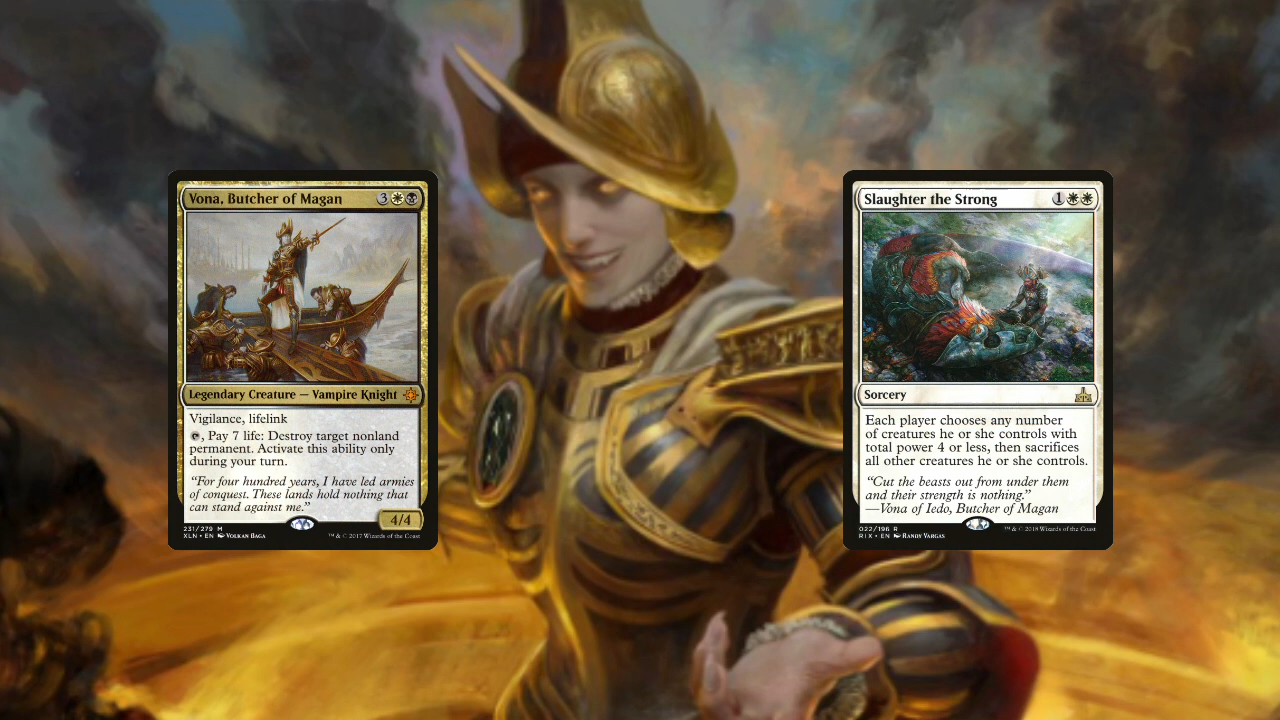 Vona, Butcher of Magan 3
Legendary Creature — Vampire Knight
Vigilance, lifelink
, Pay 7 life: Destroy target nonland
permanent. Activate this ability only
during your turn.
“For four hundred years, I have led armies
of conquest. These lands hold nothing that
can stand against me.”
4/4
231/279 M
XLN • EN VOLKAN BAGA
™ & © 2017 Wizards of the Coast
Slaughter the Strong 1
Sorcery
Each player chooses any number
of creatures he or she controls with
total power 4 or less, then sacrifices
all other creatures he or she controls.
“Cut the beasts out from under them
and their strength is nothing.”
—Vona of Iedo, Butcher of Magan
022/196 R
RIX • EN RANDY VARGAS
™ & © 2018 Wizards of the Coast